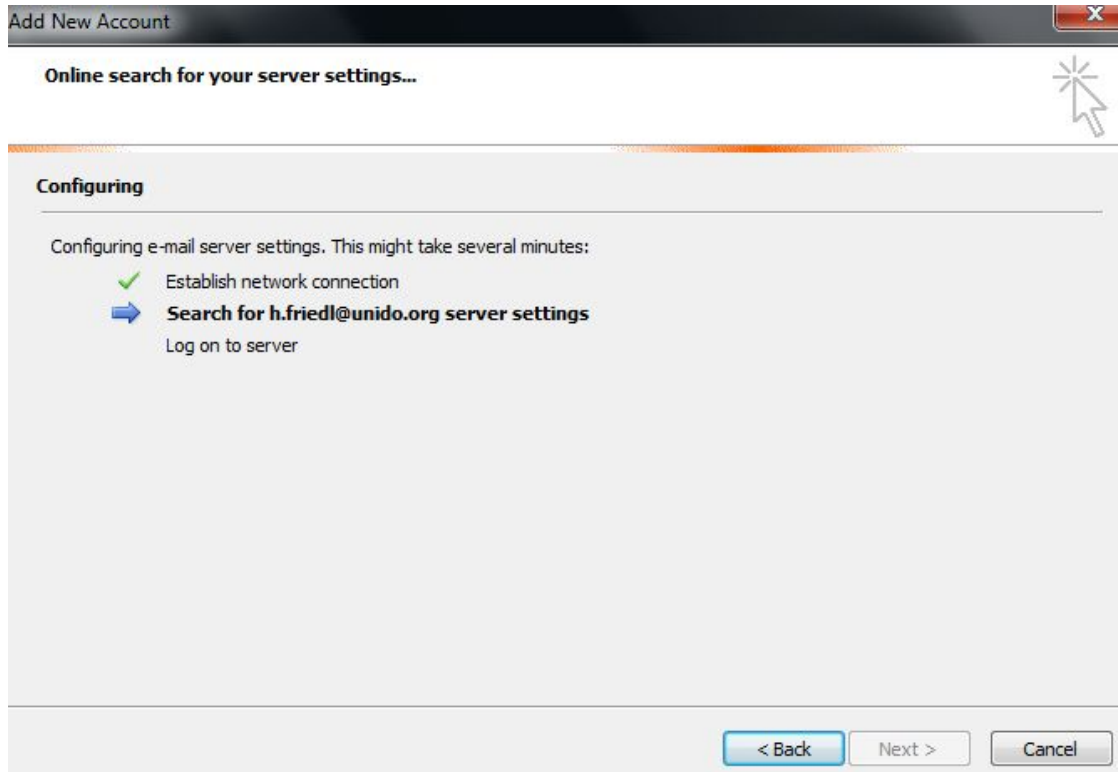 Add New Account
Online search for your server settings...
Configuring
Configuring e-mail server settings. This might take several minutes:
Establish network connection
Search for h.friedl@unido.org server settings
Log on to server
< Back Next > Cancel